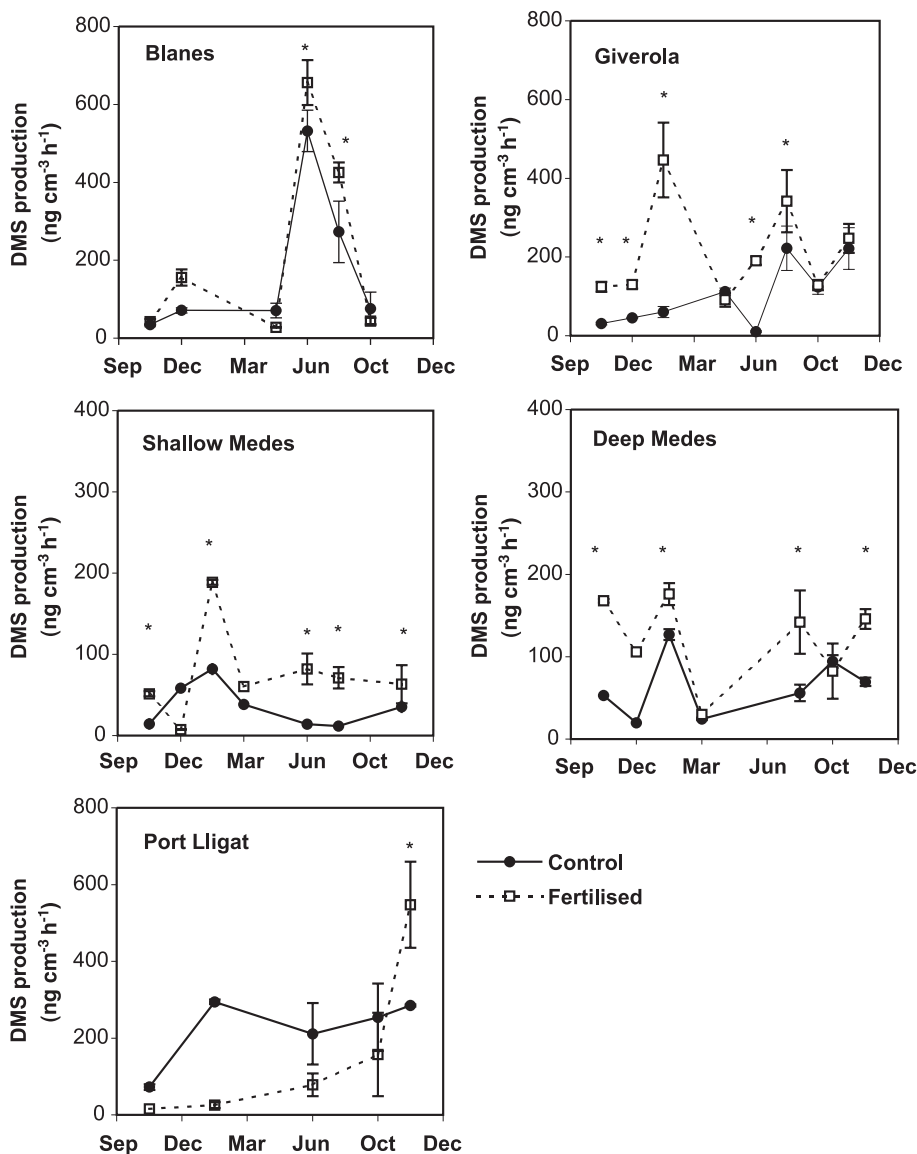 Blanes
DMS production
(ng cm-3 h-1)
800
600
400
200
0
*
*
Sep Dec Mar Jun Oct Dec
Giverola
DMS production
(ng cm-3 h-1)
800
600
400
200
0
*
*
*
*
*
Sep Dec Mar Jun Oct Dec
Shallow Medes
DMS production
(ng cm-3 h-1)
400
300
200
100
0
*
*
*
*
*
Sep Dec Mar Jun Oct Dec
Deep Medes
DMS production
(ng cm-3 h-1)
400
300
200
100
0
*
*
*
*
Sep Dec Mar Jun Oct Dec
Port Lligat
DMS production
(ng cm-3 h-1)
800
600
400
200
0
*
Sep Dec Mar Jun Oct Dec
Control
Fertilised